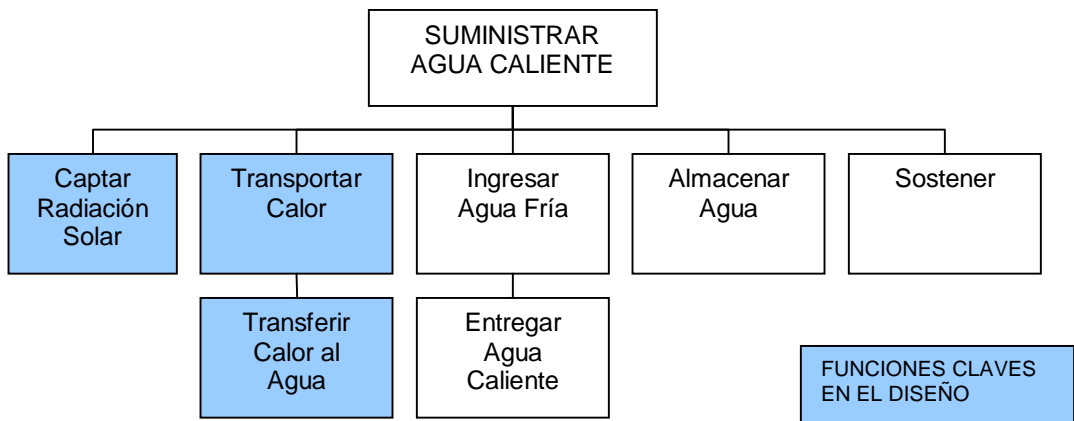 SUMINISTRAR
AGUA CALIENTE
Captar
Radiación
Solar
Transportar
Calor
Ingresar
Agua Fría
Almacenar
Agua
Sostener
Transferir
Calor al
Agua
Entregar
Agua
Caliente
FUNCIONES CLAVES
EN EL DISEÑO